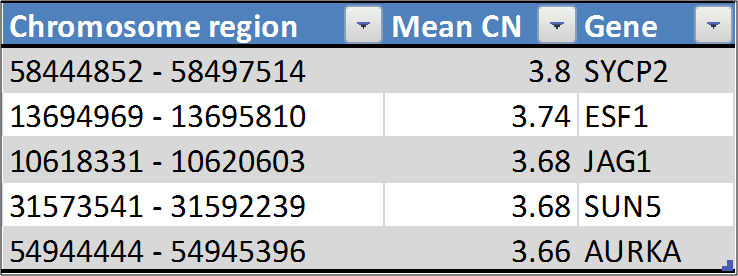 Chromosome region Mean CN Gene
58444852 - 58497514 3.8 SYCP2
13694969 - 13695810 3.74 ESF1
10618331 - 10620603 3.68 JAG1
31573541 - 31592239 3.68 SUN5
54944444 - 54945396 3.66 AURKA